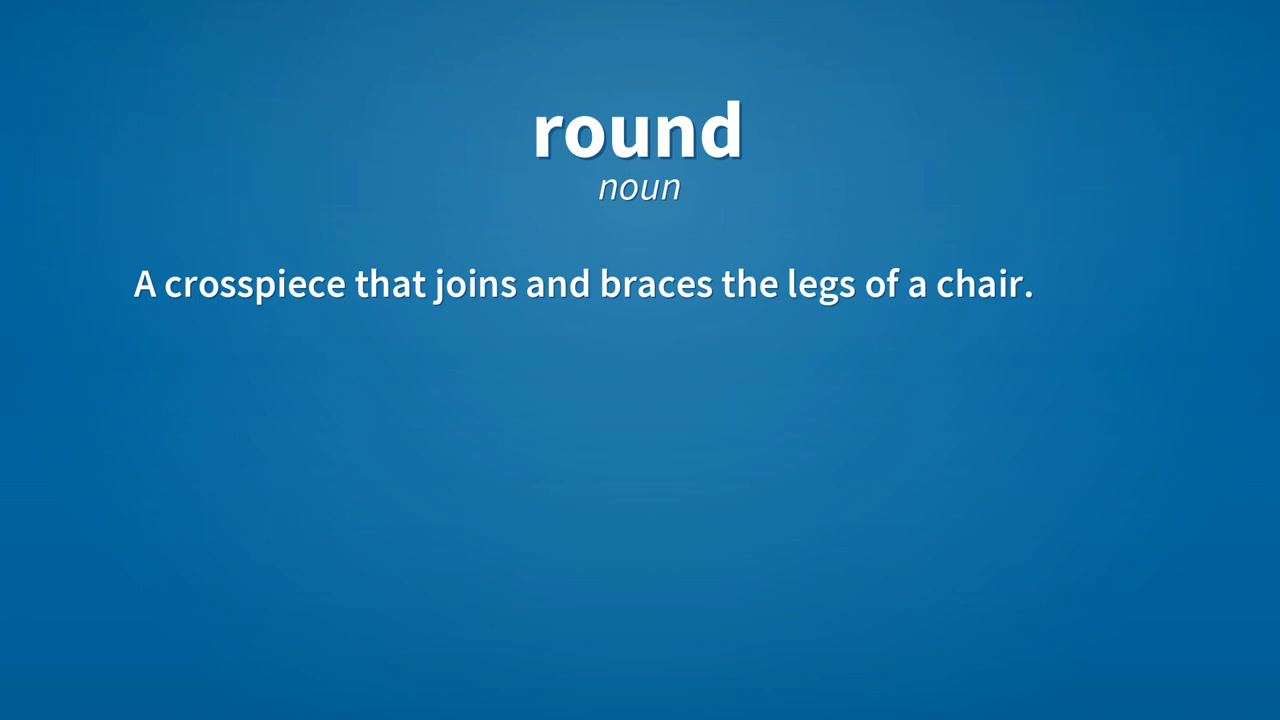 round
noun
A crosspiece that joins and braces the legs of a chair.